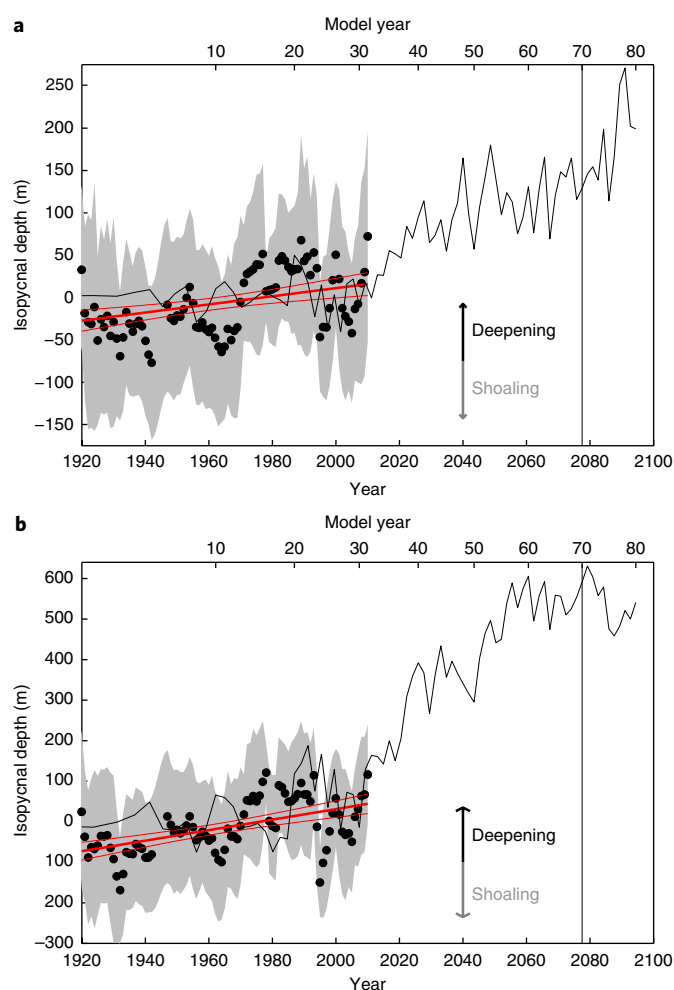 a
Model year
10 20 30 40 50 60 70 80
Isopycnal depth (m)
250
200
150
100
50
0
−50
−100
−150
Deepening
Shoaling
1920 1940 1960 1980 2000 2020 2040 2060 2080 2100
Year
b
Model year
10 20 30 40 50 60 70 80
Isopycnal depth (m)
600
500
400
300
200
100
0
100
200
−300
Deepening
Shoaling
1920 1940 1960 1980 2000 2020 2040 2060 2080 2100
Year